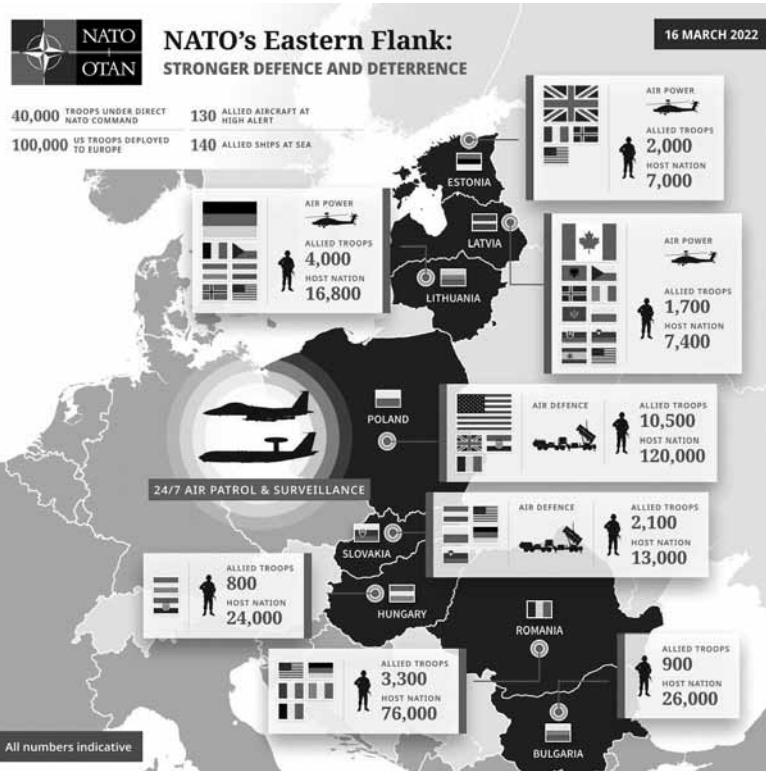 NATO
OTAN
NATO's Eastern Flank:
STRONGER DEFENCE AND DETERRENCE
16 MARCH 2022
40,000 TROOPS UNDER DIRECT
NATO COMMAND
130 ALLIED AIRCRAFT AT
HIGH ALERT
100,000 US TROOPS DEPLOYED
TO EUROPE
140 ALLIED SHIPS AT SEA
AIR POWER
ALLIED TROOPS
2,000
HOST NATION
7,000
ESTONIA
AIR POWER
ALLIED TROOPS
4,000
HOST NATION
16,800
LATVIA
LITHUANIA
AIR POWER
ALLIED TROOPS
1,700
HOST NATION
7,400
POLAND
AIR DEFENCE
ALLIED TROOPS
10,500
HOST NATION
120,000
24/7 AIR PATROL & SURVEILLANCE
SLOVAKIA
AIR DEFENCE
ALLIED TROOPS
2,100
HOST NATION
13,000
ALLIED TROOPS
800
HOST NATION
24,000
HUNGARY
ROMANIA
ALLIED TROOPS
3,300
HOST NATION
76,000
ALLIED TROOPS
900
HOST NATION
26,000
BULGARIA
All numbers indicative